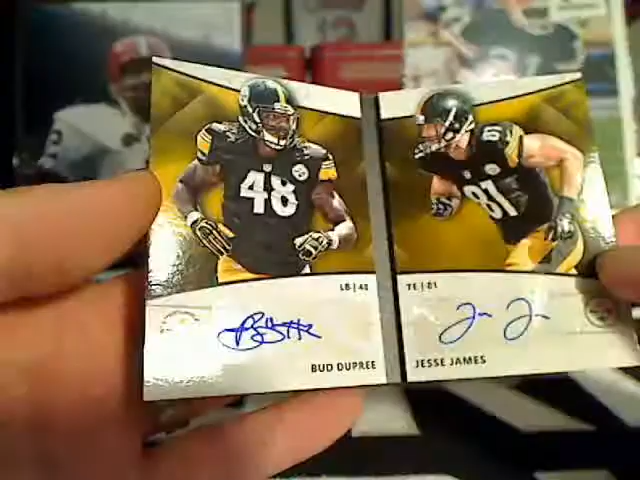 48
81
LB | 48
TE | 81
BUD DUPREE
JESSE JAMES